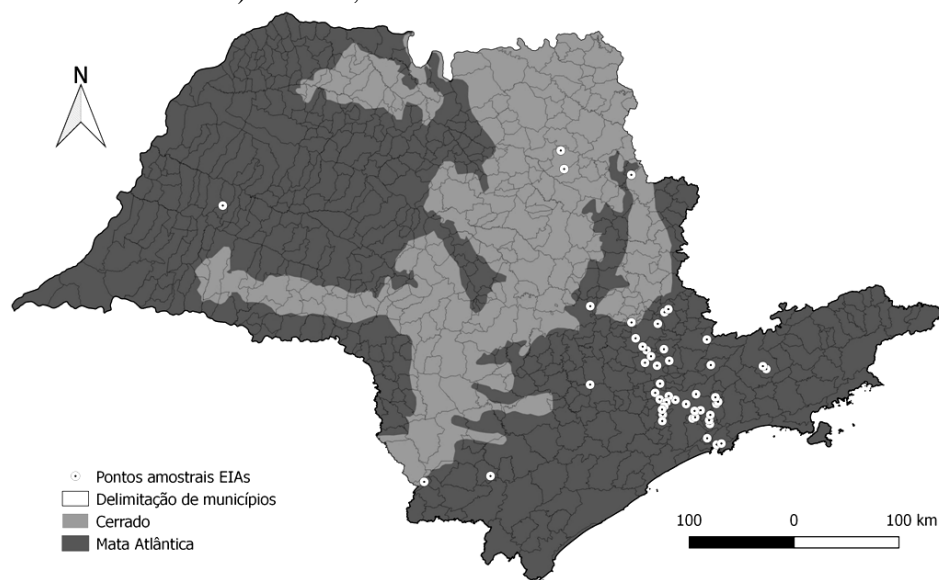 N
Pontos amostrais EIAs
Delimitação de municípios
Cerrado
Mata Atlântica
100 0 100 km